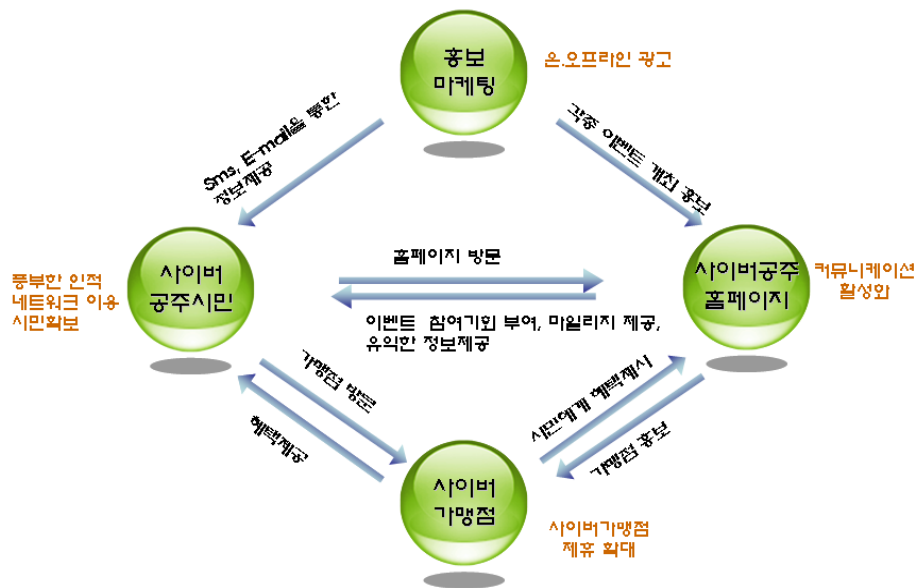 홍보
마케팅
온.오프라인 광고
Sms, E-mail을 통한
정보제공
각종 이벤트 개최 홍보
사이버
공주시민
풍부한 인적
네트워크 이용
시민확보
홈페이지 방문
이벤트 참여기회 부여, 마일리지 제공,
유익한 정보제공
사이버공주
홈페이지
커뮤니케이션
활성화
가맹점 방문
혜택제공
시민에게 혜택제시
가맹점 홍보
사이버
가맹점
사이버가맹점
제휴 확대